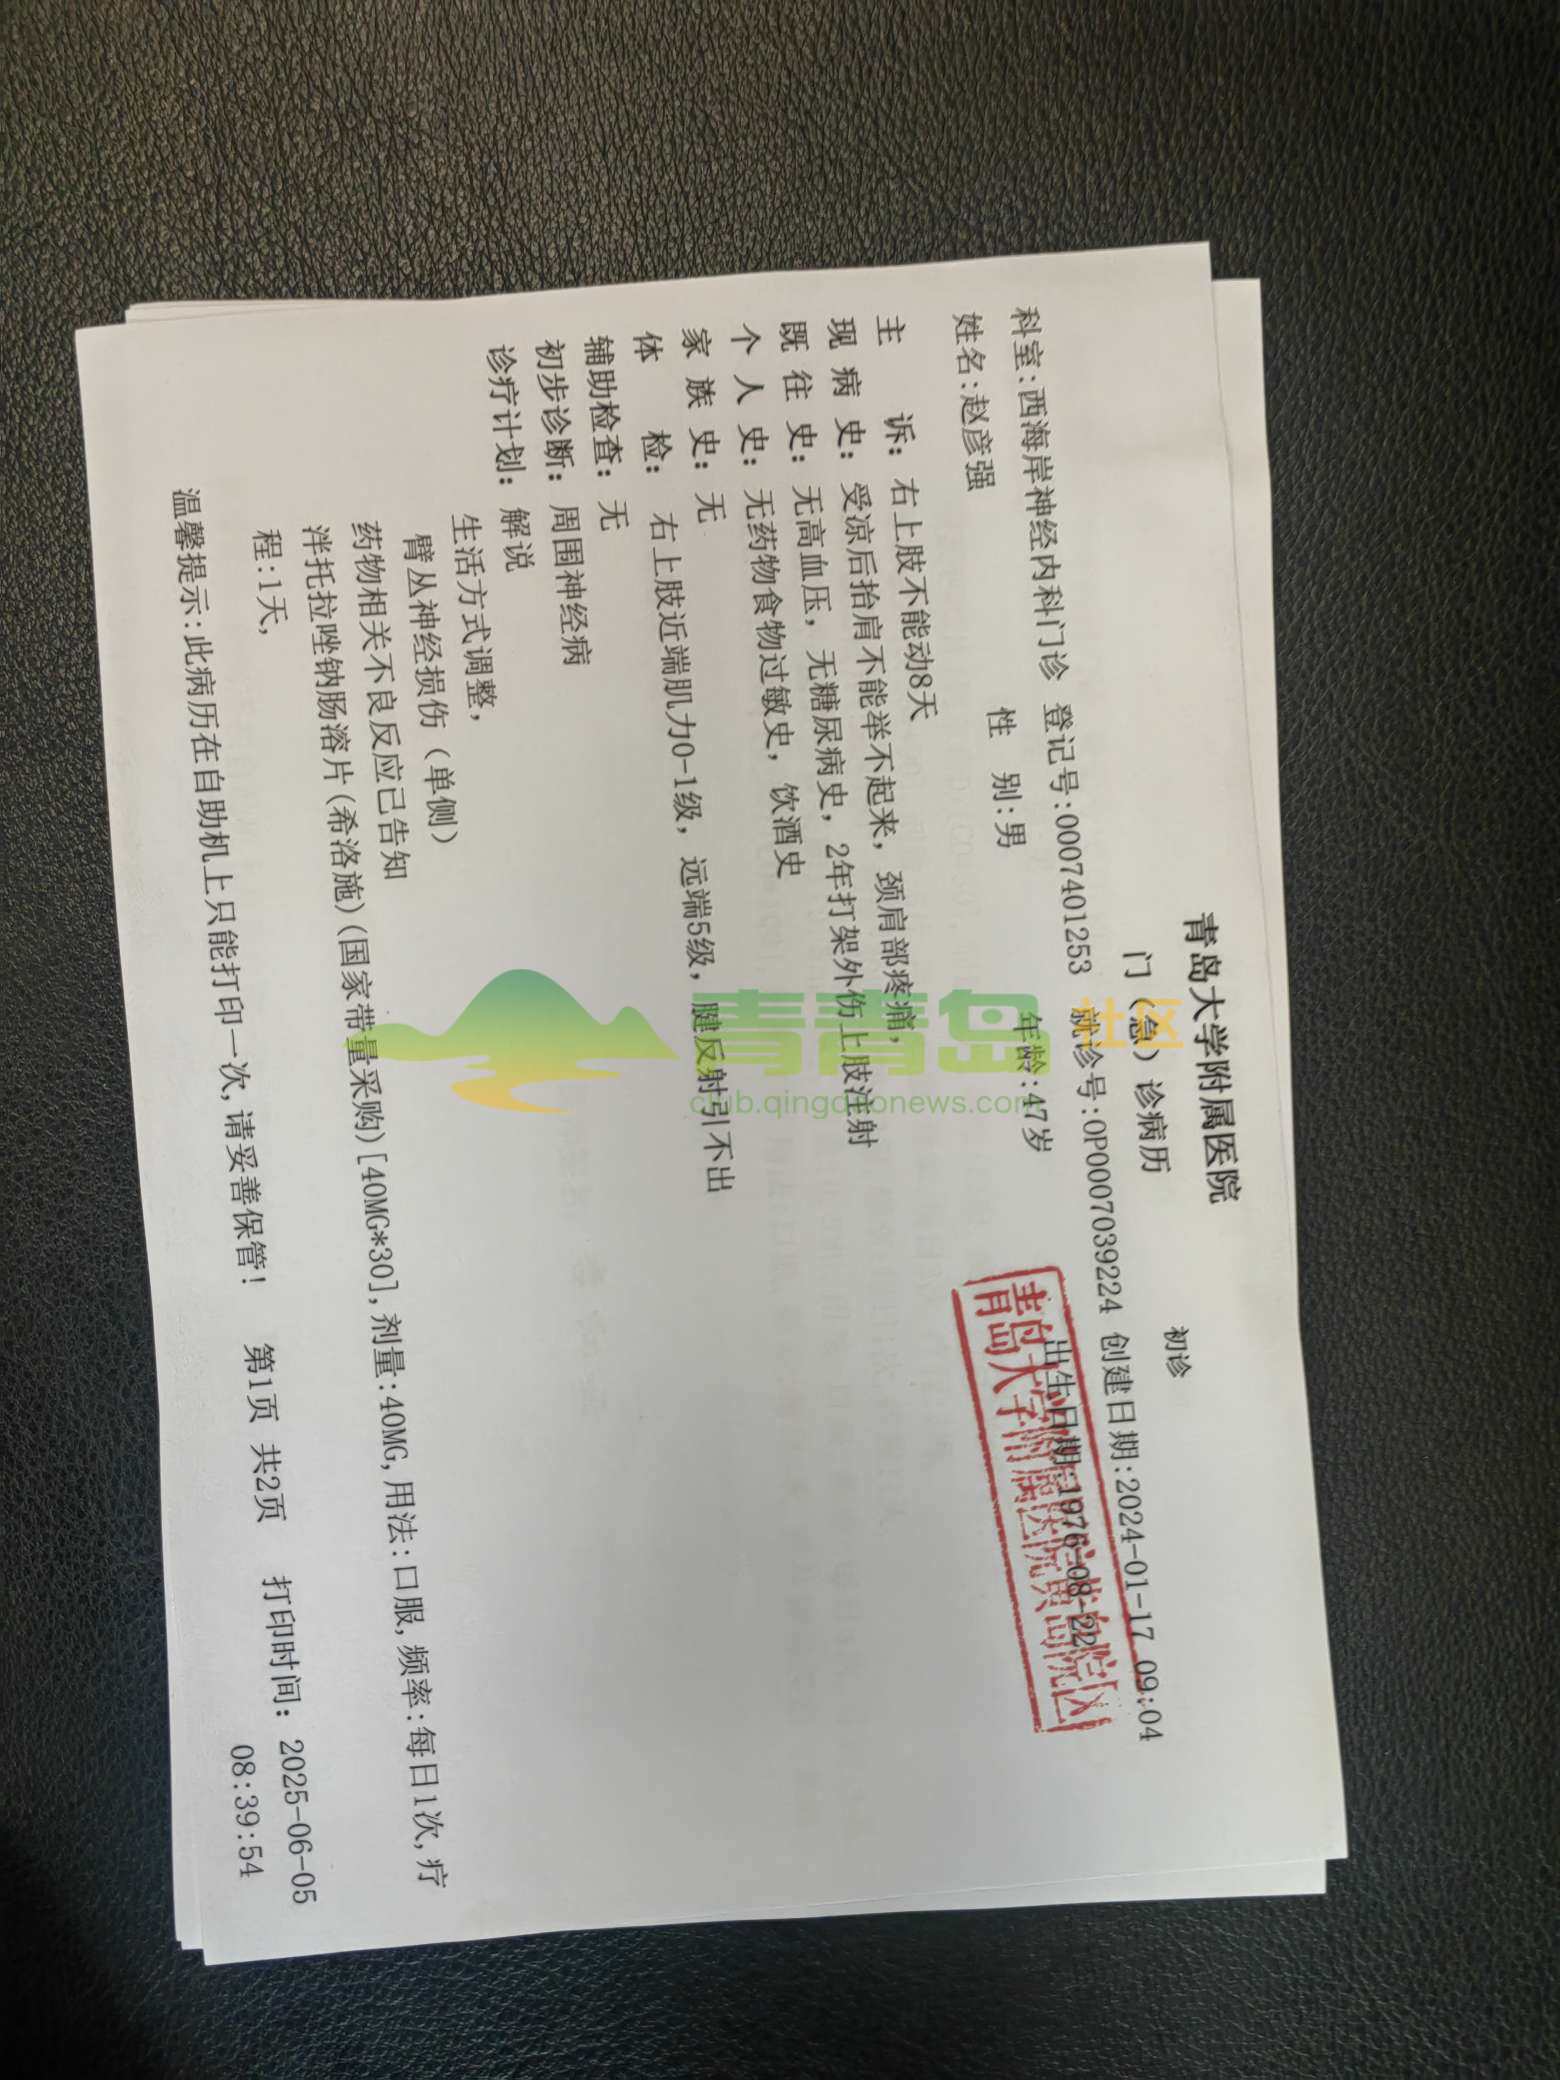 青岛大学附属医院
门（急）诊病历
初诊
科室:西海岸神经内科门诊 登记号:0007401253 就诊号:OP0007039224 创建日期:2024-01-17 09:04
姓名:赵彦强 性 别:男 年龄:47岁 出生日期:1976-08-22
青岛大学附属医院黄岛院区
主 诉: 右上肢不能动8天
现 病 史: 受凉后抬肩不能举不起来，颈肩部疼痛，
既 往 史: 无高血压，无糖尿病史，2年打架外伤上肢注射
个 人 史: 无药物食物过敏史，饮酒史
家 族 史: 无
体 检: 右上肢近端肌力0-1级，远端5级，腱反射引不出
辅助检查: 无
初步诊断: 周围神经病
诊疗计划: 解说
生活方式调整，
臂丛神经损伤（单侧）
药物相关不良反应已告知
泮托拉唑钠肠溶片(希洛施)(国家带量采购)[40MG*30],剂量:40MG,用法:口服,频率:每日1次,疗
程:1天,
温馨提示:此病历在自助机上只能打印一次,请妥善保管! 第1页 共2页 打印时间: 2025-06-05
08:39:54
青青岛 社区
club.qingdaonews.com